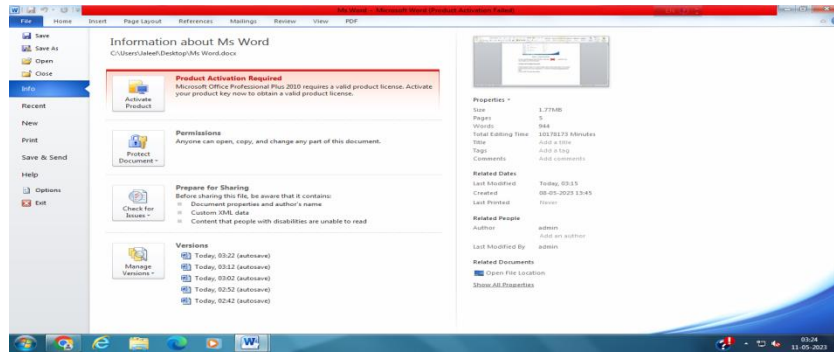 Ms Word - Microsoft Word (Product Activation Failed)
File Home Insert Page Layout References Mailings Review View PDF
Save
Save As
Open
Close
Info
Recent
New
Print
Save & Send
Help
Options
Exit
Information about Ms Word
C:\Users\Jaleel\Desktop\Ms Word.docx
Activate
Product
Product Activation Required
Microsoft Office Professional Plus 2010 requires a valid product license. Activate
your product key now to obtain a valid product license.
Protect
Document
Permissions
Anyone can open, copy, and change any part of this document.
Check for
Issues
Prepare for Sharing
Before sharing this file, be aware that it contains:
Document properties and author's name
Custom XML data
Content that people with disabilities are unable to read
Manage
Versions
Versions
Today, 03:22 (autosave)
Today, 03:12 (autosave)
Today, 03:02 (autosave)
Today, 02:52 (autosave)
Today, 02:42 (autosave)
Properties
Size 1.77MB
Pages 5
Words 944
Total Editing Time 10178173 Minutes
Title Add a title
Tags Add a tag
Comments Add comments
Related Dates
Last Modified Today, 03:15
Created 08-05-2023 13:45
Last Printed Never
Related People
Author admin
Add an author
Last Modified By admin
Related Documents
Open File Location
Show All Properties
03:24
11-05-2023